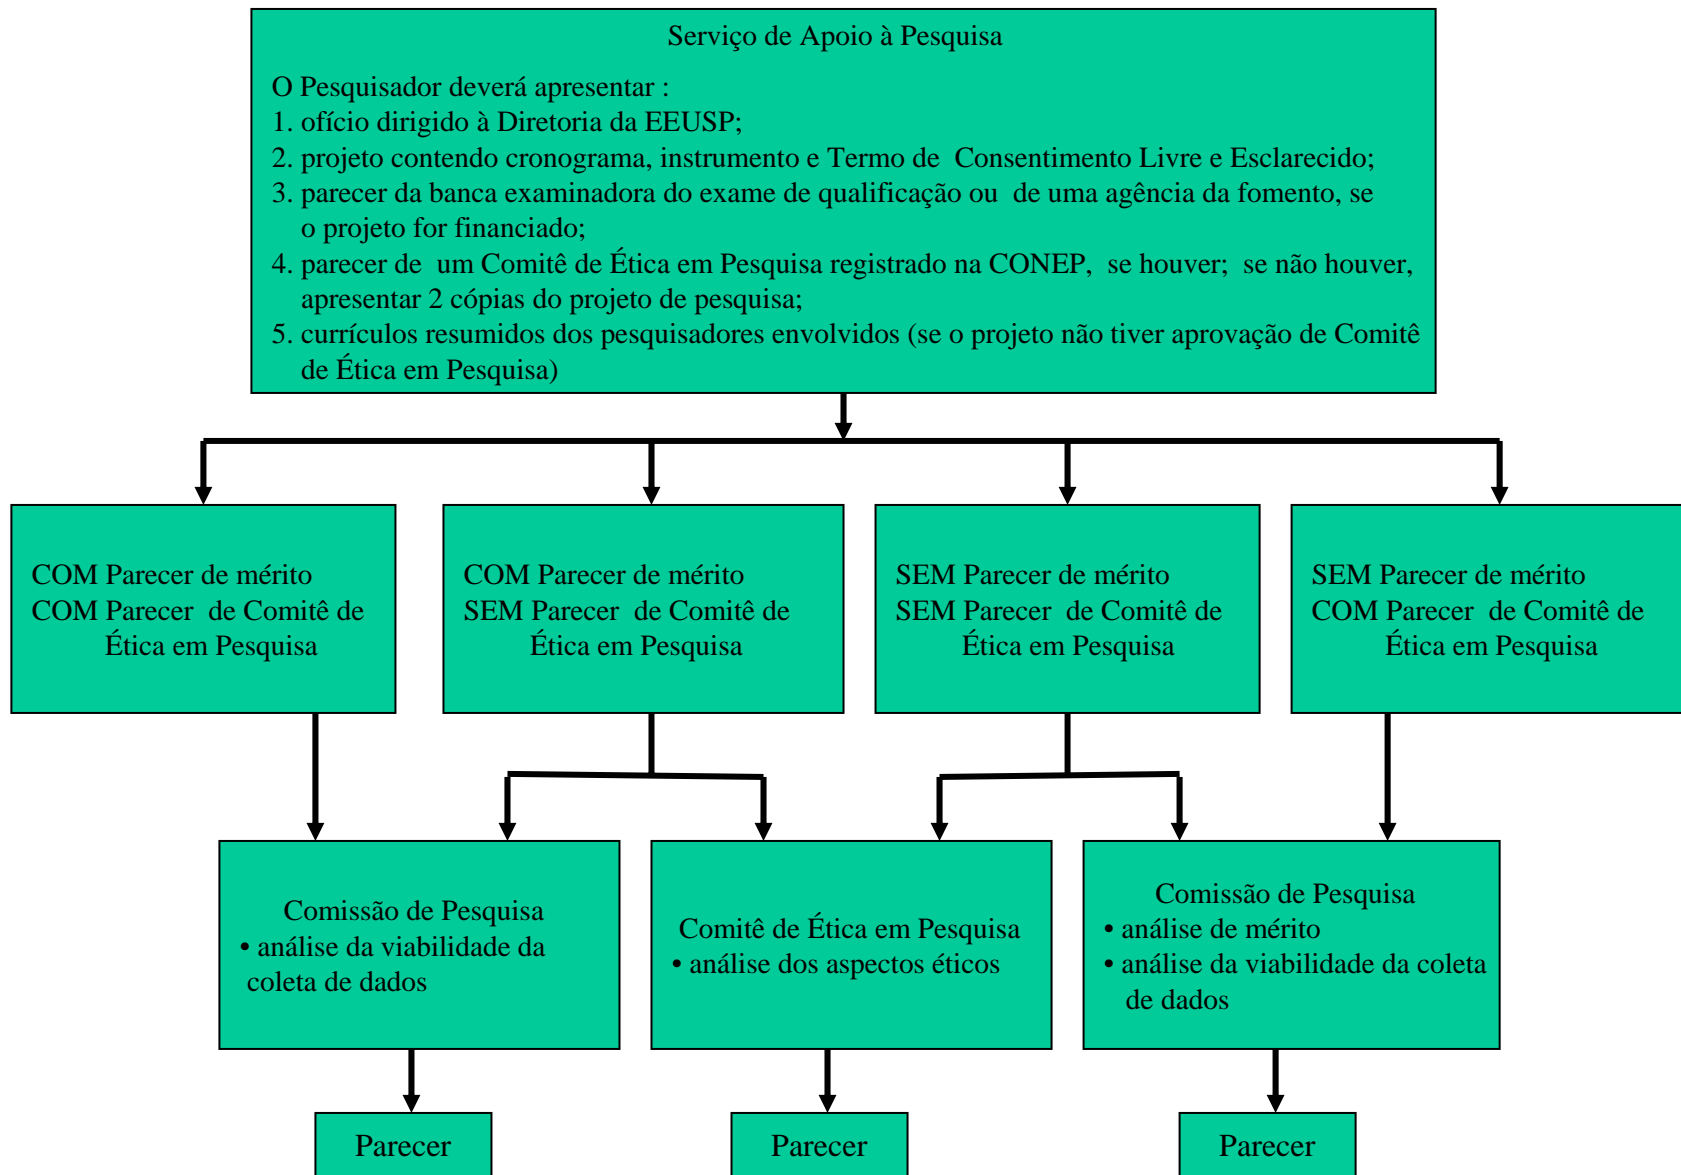 Serviço de Apoio à Pesquisa
O Pesquisador deverá apresentar :
1. ofício dirigido à Diretoria da EEUSP;
2. projeto contendo cronograma, instrumento e Termo de Consentimento Livre e Esclarecido;
3. parecer da banca examinadora do exame de qualificação ou de uma agência da fomento, se
o projeto for financiado;
4. parecer de um Comitê de Ética em Pesquisa registrado na CONEP, se houver; se não houver,
apresentar 2 cópias do projeto de pesquisa;
5. currículos resumidos dos pesquisadores envolvidos (se o projeto não tiver aprovação de Comitê
de Ética em Pesquisa)
COM Parecer de mérito
COM Parecer de Comitê de
Ética em Pesquisa
COM Parecer de mérito
SEM Parecer de Comitê de
Ética em Pesquisa
SEM Parecer de mérito
SEM Parecer de Comitê de
Ética em Pesquisa
SEM Parecer de mérito
COM Parecer de Comitê de
Ética em Pesquisa
Comissão de Pesquisa
• análise da viabilidade da
coleta de dados
Comitê de Ética em Pesquisa
• análise dos aspectos éticos
Comissão de Pesquisa
• análise de mérito
• análise da viabilidade da coleta
de dados
Parecer
Parecer
Parecer